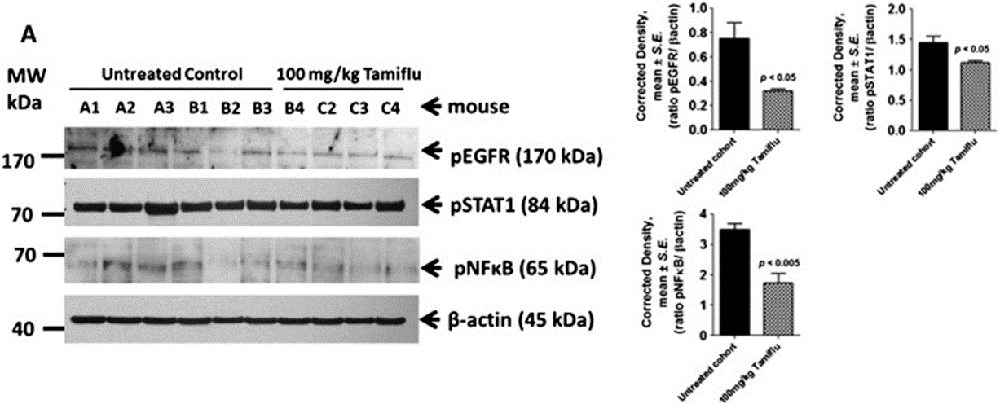 A
MW
kDa
Untreated Control
100 mg/kg Tamiflu
A1 A2 A3 B1 B2 B3 B4 C2 C3 C4
mouse
170
pEGFR (170 kDa)
70
pSTAT1 (84 kDa)
70
pNFκB (65 kDa)
40
β-actin (45 kDa)
Corrected Density,
mean ± S.E.
(ratio pEGFR/ βactin)
1.0
0.8
0.6
0.4
0.2
0.0
p < 0.05
Untreated cohort
100mg/kg Tamiflu
Corrected Density,
mean ± S.E.
(ratio pSTAT1/ βactin)
2.0
1.5
1.0
0.5
0.0
p < 0.05
Untreated cohort
100mg/kg Tamiflu
Corrected Density,
mean ± S.E.
(ratio pNFκB/ βactin)
4
3
2
1
0
p < 0.005
Untreated cohort
100mg/kg Tamiflu